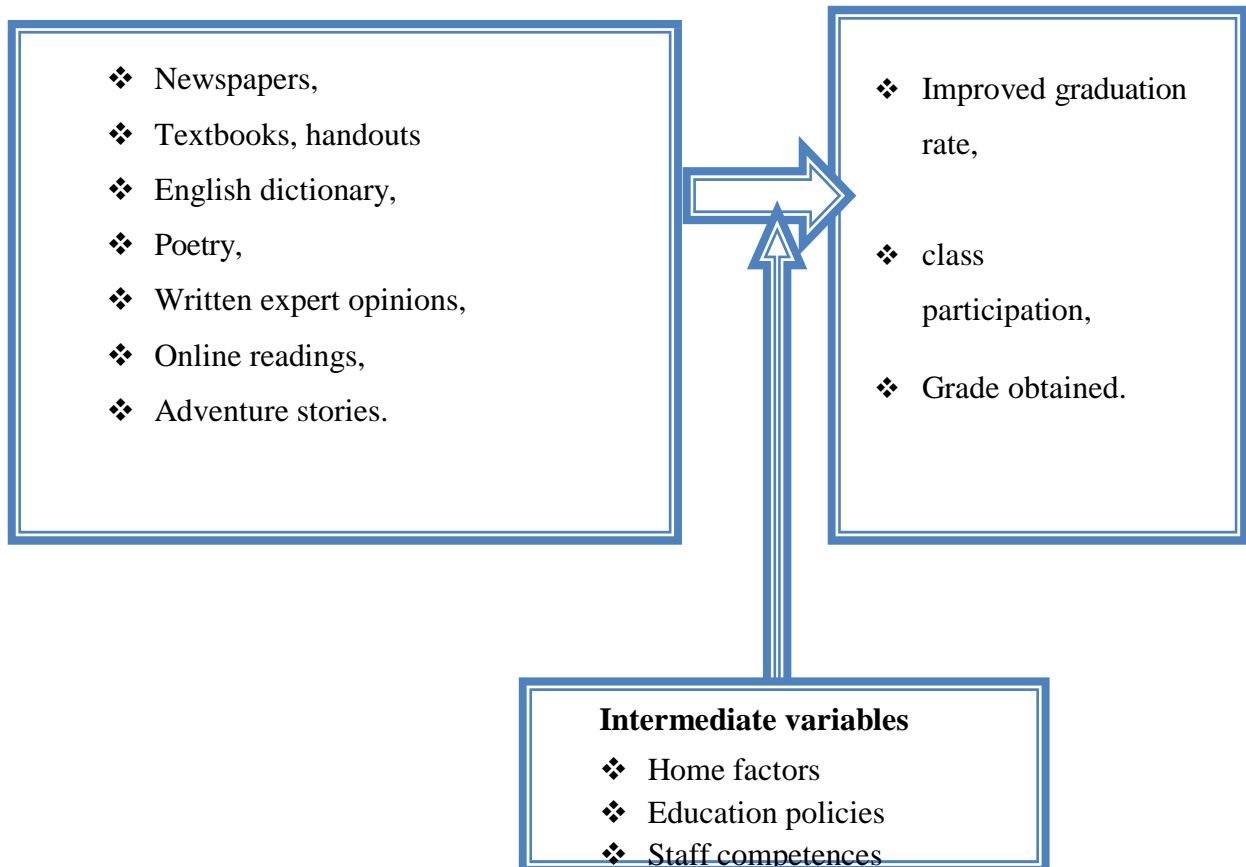 ❖ Newspapers,
❖ Textbooks, handouts
❖ English dictionary,
❖ Poetry,
❖ Written expert opinions,
❖ Online readings,
❖ Adventure stories.
❖ Improved graduation
rate,
❖ class
participation,
❖ Grade obtained.
Intermediate variables
❖ Home factors
❖ Education policies
❖ Staff competences